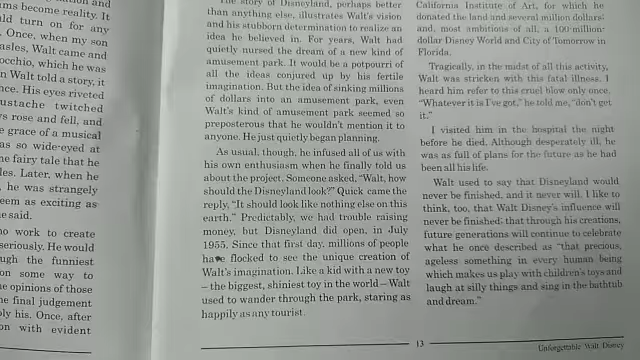 and
ms become reality. It
ld turn on for any
. Once, when my son
asles, Walt came and
occhio, which he was
n Walt told a story, it
nce. His eyes riveted
ustache twitched
s rose and fell, and
e grace of a musical
as so wide-eyed at
he fairy tale that he
les. Later, when he
, he was strangely
eem as exciting as
e said.
no work to create
seriously. He would
ugh the funniest
on some way to
e opinions of those
he final judgement
ly his. Once, after
on with evident
The story of Disneyland, perhaps better
than anything else, illustrates Walt's vision
and his stubborn determination to realize an
idea he believed in. For years, Walt had
quietly nursed the dream of a new kind of
amusement park. It would be a potpourri of
all the ideas conjured up by his fertile
imagination. But the idea of sinking millions
of dollars into an amusement park, even
Walt's kind of amusement park seemed so
preposterous that he wouldn't mention it to
anyone. He just quietly began planning.
As usual, though, he infused all of us with
his own enthusiasm when he finally told us
about the project. Someone asked, "Walt, how
should the Disneyland look?" Quick came the
reply, "It should look like nothing else on this
earth." Predictably, we had trouble raising
money, but Disneyland did open, in July
1955. Since that first day, millions of people
have flocked to see the unique creation of
Walt's imagination. Like a kid with a new toy
– the biggest, shiniest toy in the world – Walt
used to wander through the park, staring as
happily as any tourist.
California Institute of Art, for which he
donated the land and several million dollars;
and, most ambitious of all, a 100-million-
dollar Disney World and City of Tomorrow in
Florida.
Tragically, in the midst of all this activity,
Walt was stricken with this fatal illness. I
heard him refer to this cruel blow only once.
"Whatever it is I've got," he told me, "don't get
it."
I visited him in the hospital the night
before he died. Although desperately ill, he
was as full of plans for the future as he had
been all his life.
Walt used to say that Disneyland would
never be finished, and it never will. I like to
think, too, that Walt Disney's influence will
never be finished; that through his creations,
future generations will continue to celebrate
what he once described as "that precious,
ageless something in every human being
which makes us play with children's toys and
laugh at silly things and sing in the bathtub
and dream."
13
Unforgettable Walt Disney